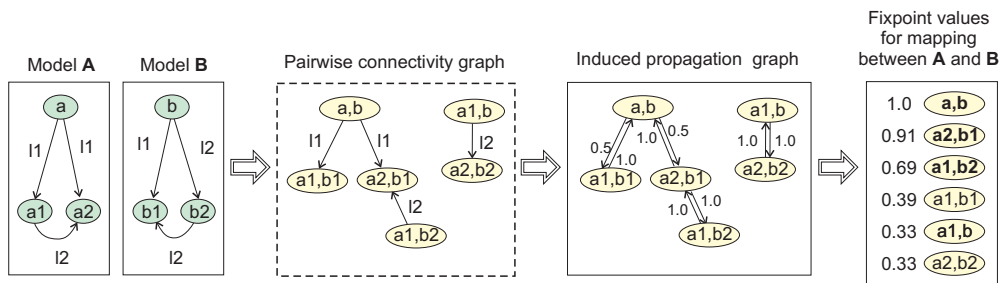 Model A
a
l1
l1
a1
a2
l2
Model B
b
l1
l2
b1
b2
l2
Pairwise connectivity graph
a,b
l1
l1
a1,b1
a2,b1
l2
a1,b2
a1,b
l2
a2,b2
Induced propagation graph
a,b
0.5
1.0
0.5
1.0
a1,b1
a2,b1
1.0
1.0
a1,b2
a1,b
1.0
1.0
a2,b2
Fixpoint values
for mapping
between A and B
1.0 a,b
0.91 a2,b1
0.69 a1,b2
0.39 a1,b1
0.33 a1,b
0.33 a2,b2